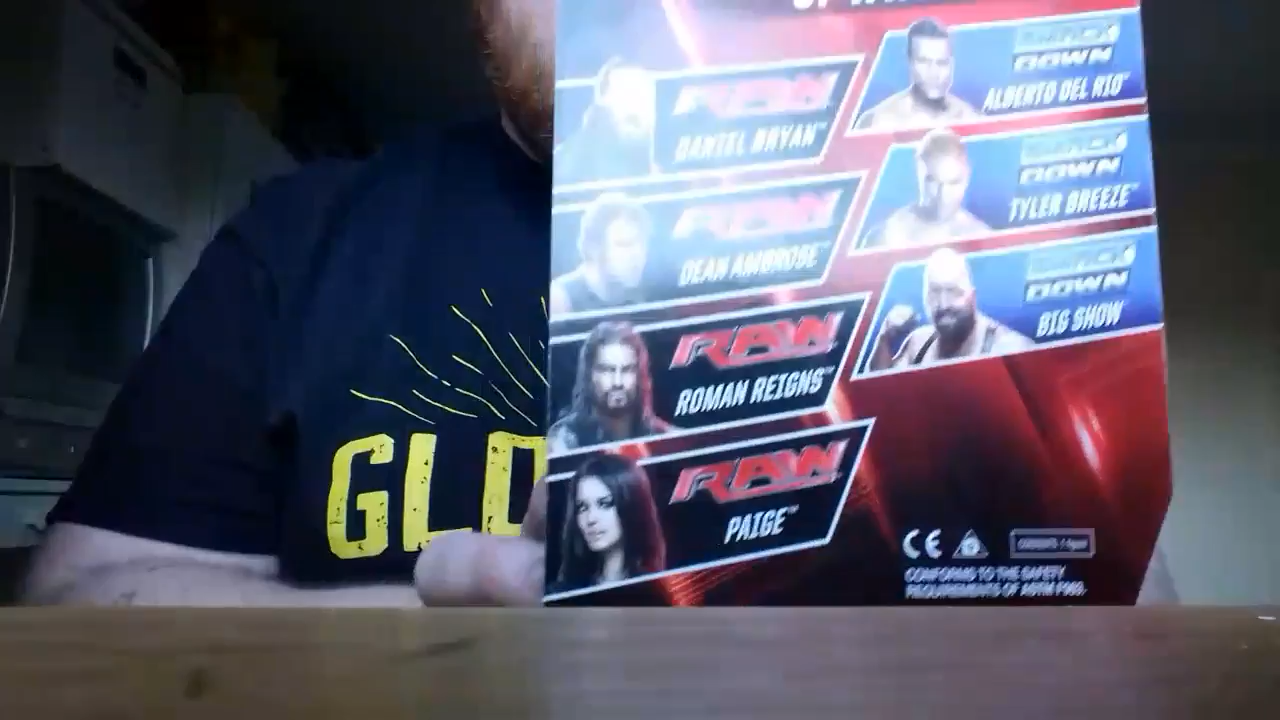 RAW
DANIEL BRYAN™
RAW
DEAN AMBROSE™
RAW
ROMAN REIGNS™
RAW
PAIGE™
SMACK
DOWN
ALBERTO DEL RIO™
SMACK
DOWN
TYLER BREEZE™
SMACK
DOWN
BIG SHOW
CE
CONFORMS TO THE SAFETY
REQUIREMENTS OF ASTM F963.
GLO